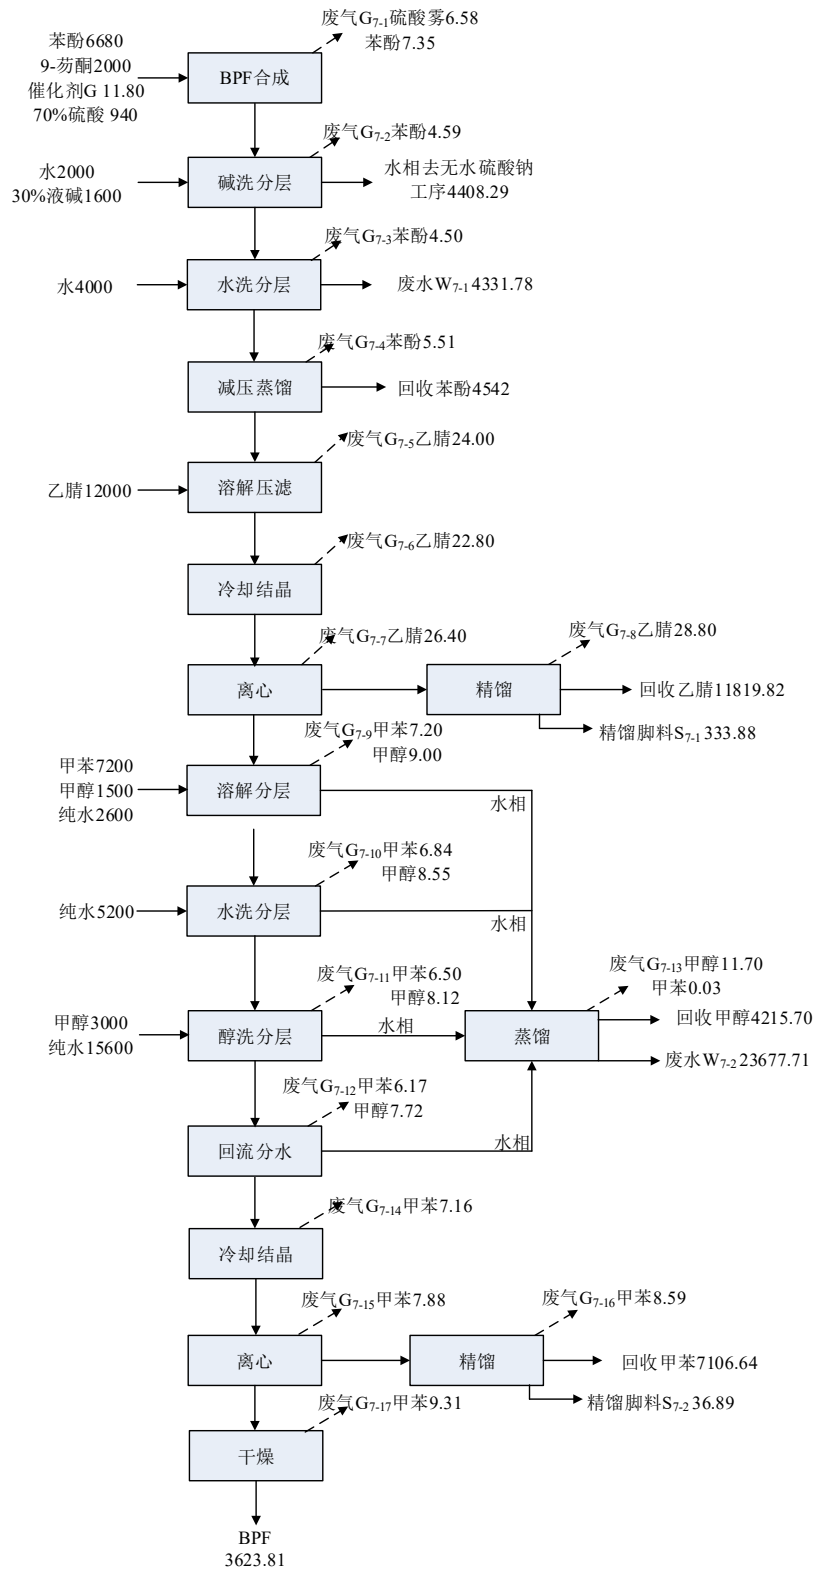 废气G7-1硫酸雾6.58
苯酚7.35
苯酚6680
9-芴酮2000
催化剂G 11.80
70%硫酸 940
BPF合成
废气G7-2苯酚4.59
水2000
30%液碱1600
碱洗分层
水相去无水硫酸钠
工序4408.29
废气G7-3苯酚4.50
水4000
水洗分层
废水W7-1 4331.78
废气G7-4苯酚5.51
减压蒸馏
回收苯酚4542
废气G7-5乙腈24.00
乙腈12000
溶解压滤
废气G7-6乙腈22.80
冷却结晶
废气G7-7乙腈26.40
废气G7-8乙腈28.80
离心
精馏
回收乙腈11819.82
精馏脚料S7-1 333.88
废气G7-9甲苯7.20
甲醇9.00
甲苯7200
甲醇1500
纯水2600
溶解分层
水相
废气G7-10甲苯6.84
甲醇8.55
纯水5200
水洗分层
水相
废气G7-11甲苯6.50
甲醇8.12
废气G7-13甲醇11.70
甲苯0.03
甲醇3000
纯水15600
醇洗分层
水相
蒸馏
回收甲醇4215.70
废水W7-2 23677.71
废气G7-12甲苯6.17
甲醇7.72
回流分水
水相
废气G7-14甲苯7.16
冷却结晶
废气G7-15甲苯7.88
废气G7-16甲苯8.59
离心
精馏
回收甲苯7106.64
精馏脚料S7-2 36.89
废气G7-17甲苯9.31
干燥
BPF
3623.81